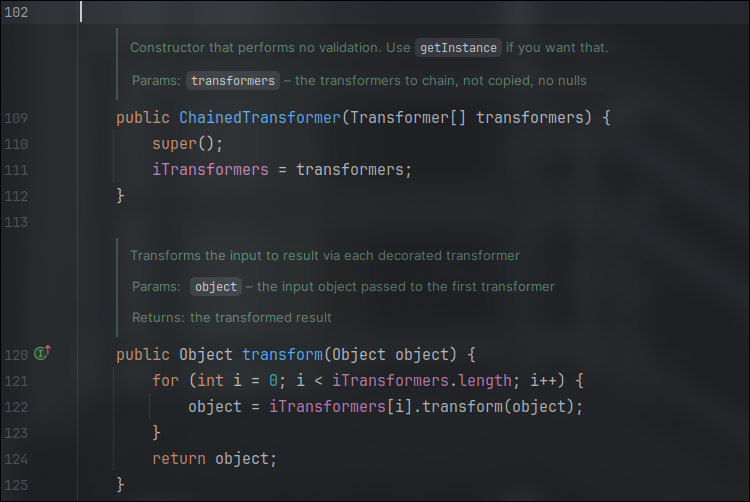 102
Constructor that performs no validation. Use getInstance if you want that.
Params: transformers – the transformers to chain, not copied, no nulls
109 public ChainedTransformer(Transformer[] transformers) {
110 super();
111 iTransformers = transformers;
112 }
113
Transforms the input to result via each decorated transformer
Params: object – the input object passed to the first transformer
Returns: the transformed result
120 public Object transform(Object object) {
121 for (int i = 0; i < iTransformers.length; i++) {
122 object = iTransformers[i].transform(object);
123 }
124 return object;
125 }